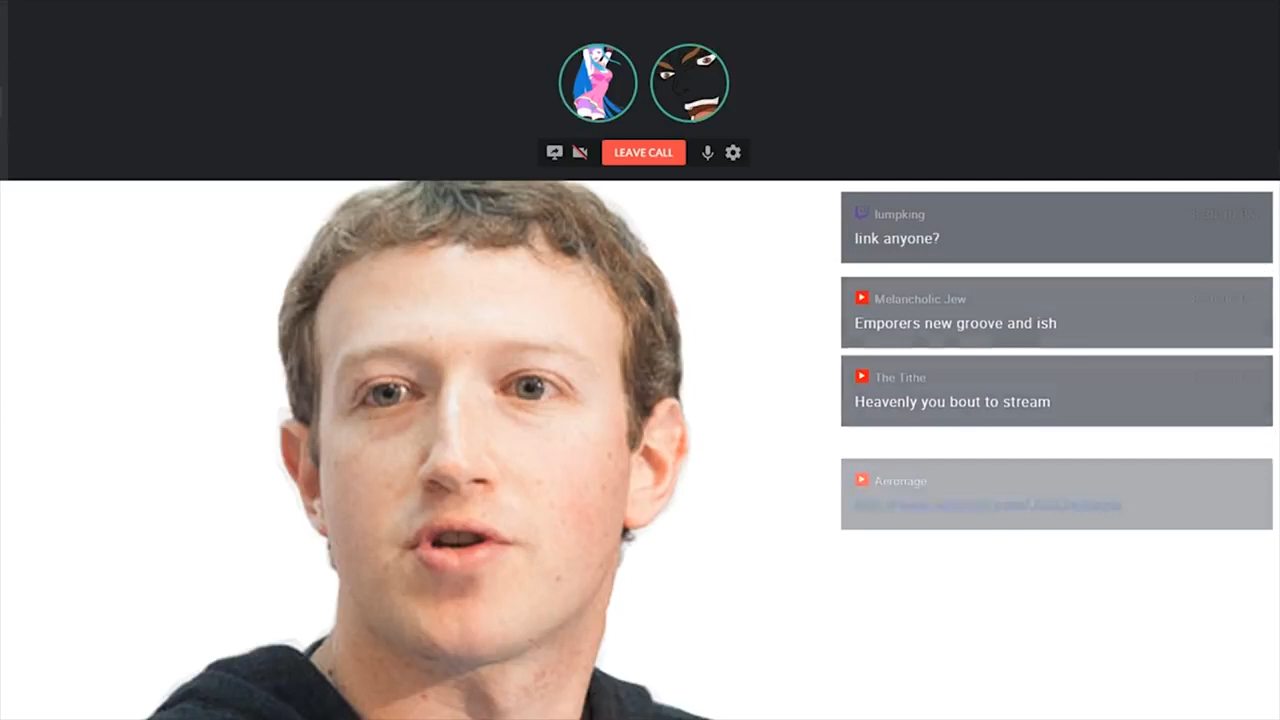 LEAVE CALL
lumpking
link anyone?
Melancholic Jew
Emporers new groove and ish
The Tithe
Heavenly you bout to stream
Aeronage